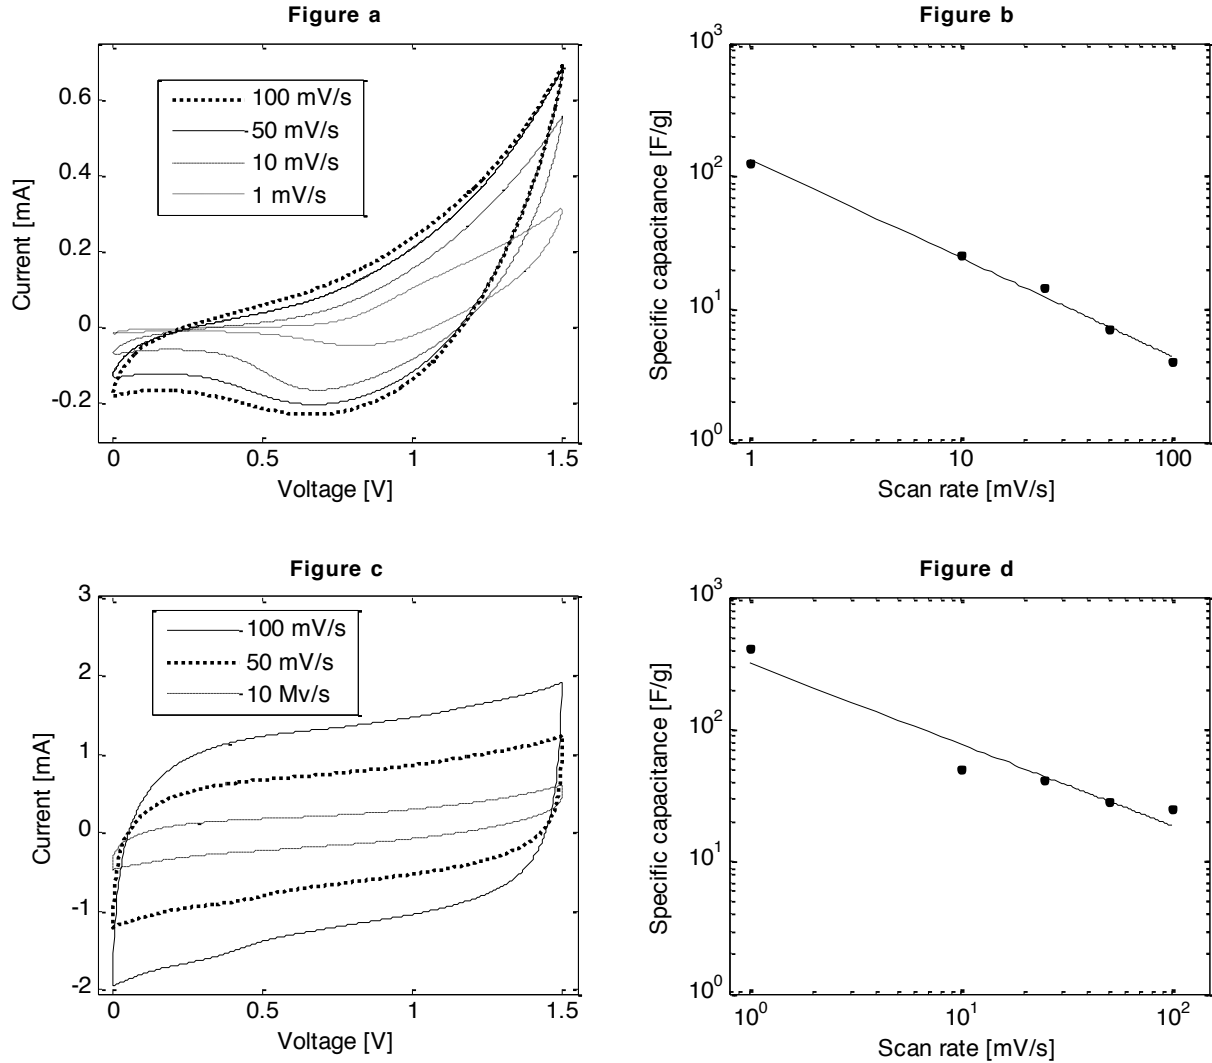 Figure a
0.6
0.4
0.2
0
-0.2
0
0.5
1
1.5
Current [mA]
Voltage [V]
100 mV/s
50 mV/s
10 mV/s
1 mV/s
Figure b
10³
10²
10¹
10⁰
1
10
100
Specific capacitance [F/g]
Scan rate [mV/s]
Figure c
3
2
1
0
-1
-2
0
0.5
1
1.5
Current [mA]
Voltage [V]
100 mV/s
50 mV/s
10 Mv/s
Figure d
10³
10²
10¹
10⁰
10⁰
10¹
10²
Specific capacitance [F/g]
Scan rate [mV/s]